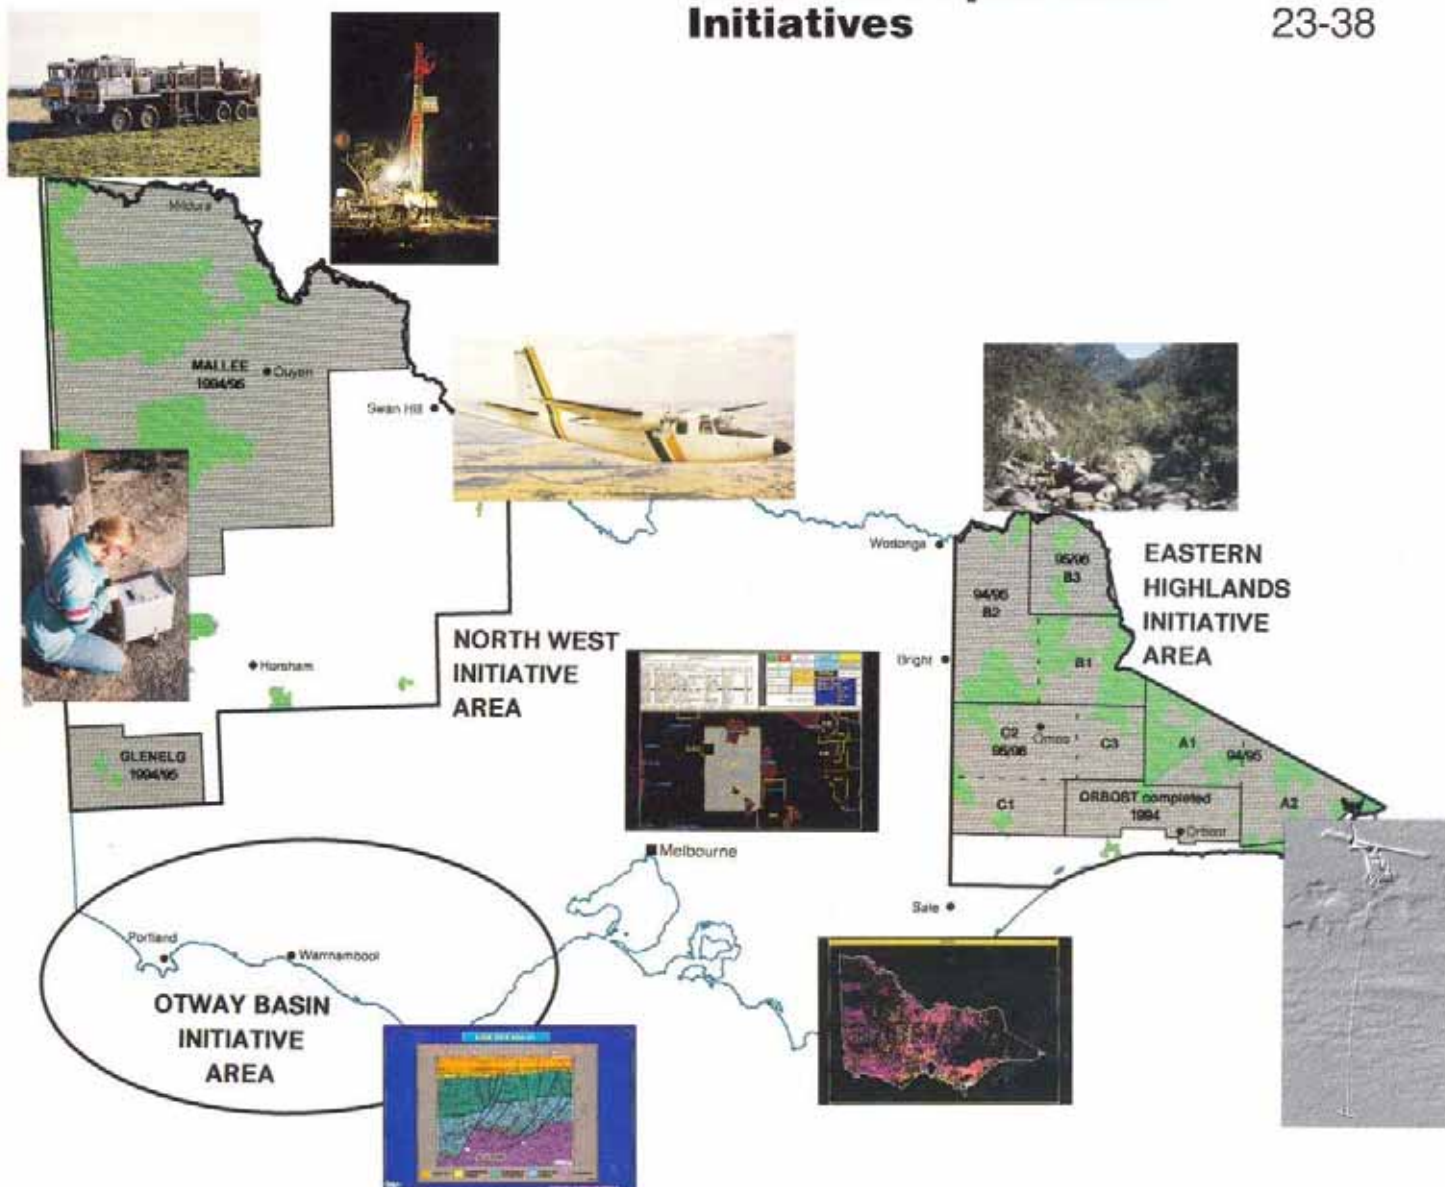 Initiatives
23-38
Mildura
MALLEE
1994/95
Ouyen
Swan Hill
Wodonga
95/96
B3
94/95
B2
EASTERN
HIGHLANDS
INITIATIVE
AREA
NORTH WEST
INITIATIVE
AREA
Horsham
Bright
B1
GLENELG
1994/95
C2
95/96
Omeo
C3
A1
94/95
C1
ORBOST completed
1994
A2
Orbost
Melbourne
Sale
Portland
Warrnambool
OTWAY BASIN
INITIATIVE
AREA